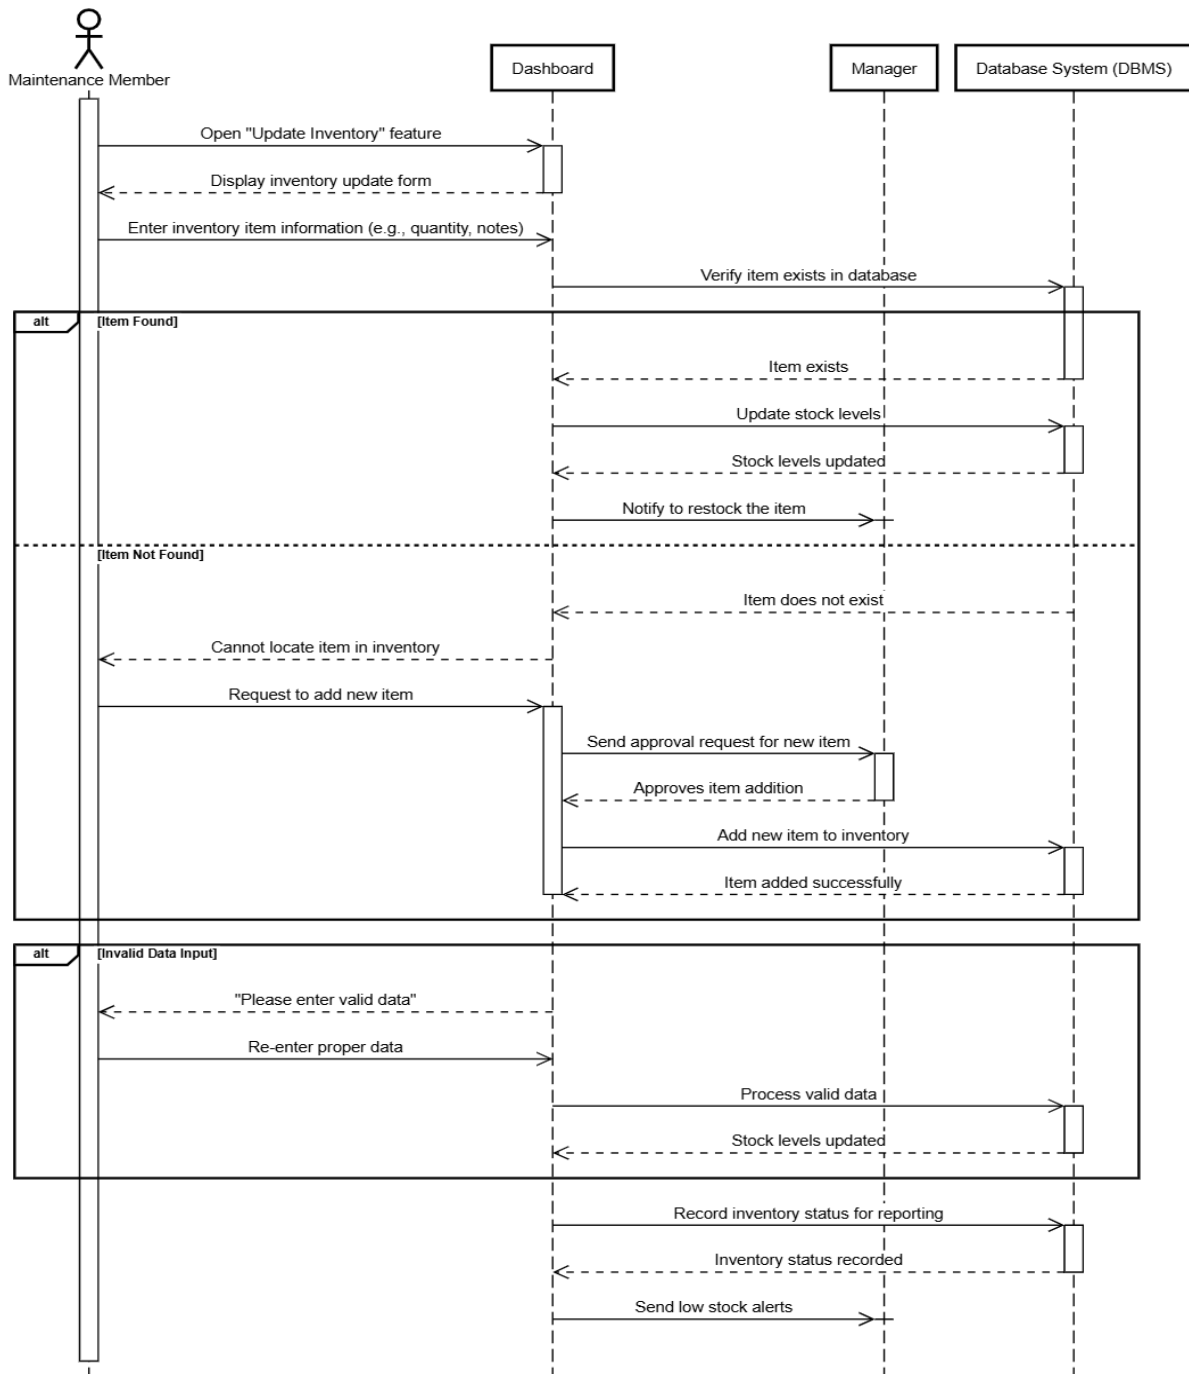 Maintenance Member
Dashboard
Manager
Database System (DBMS)
Open "Update Inventory" feature
Display inventory update form
Enter inventory item information (e.g., quantity, notes)
Verify item exists in database
alt
[Item Found]
Item exists
Update stock levels
Stock levels updated
Notify to restock the item
[Item Not Found]
Item does not exist
Cannot locate item in inventory
Request to add new item
Send approval request for new item
Approves item addition
Add new item to inventory
Item added successfully
alt
[Invalid Data Input]
"Please enter valid data"
Re-enter proper data
Process valid data
Stock levels updated
Record inventory status for reporting
Inventory status recorded
Send low stock alerts